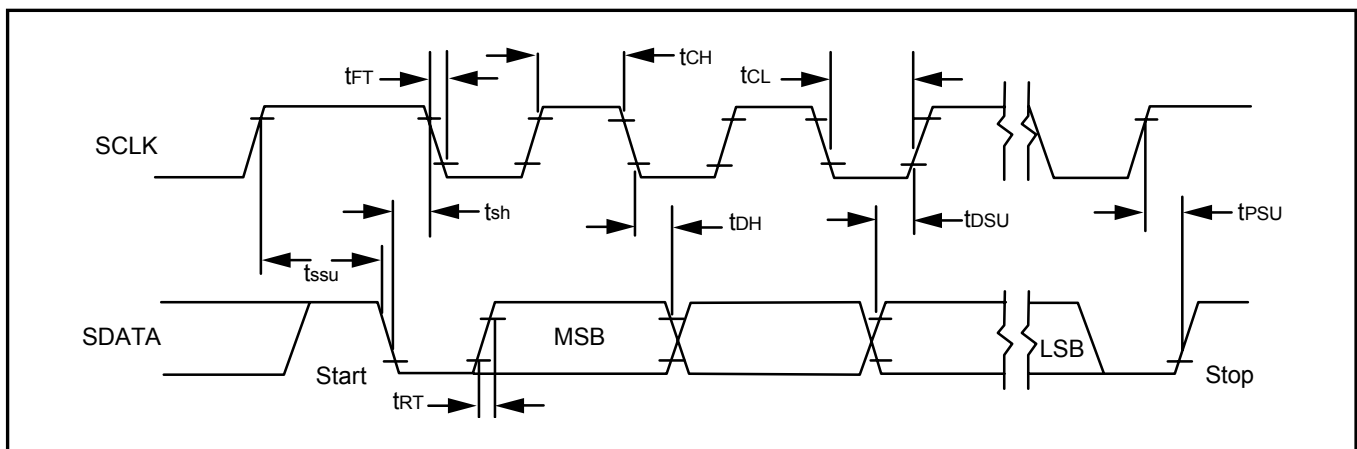 tFT
tCH
tCL
SCLK
tsh
tDH
tDSU
tPSU
tssu
SDATA
MSB
LSB
Start
Stop
tRT